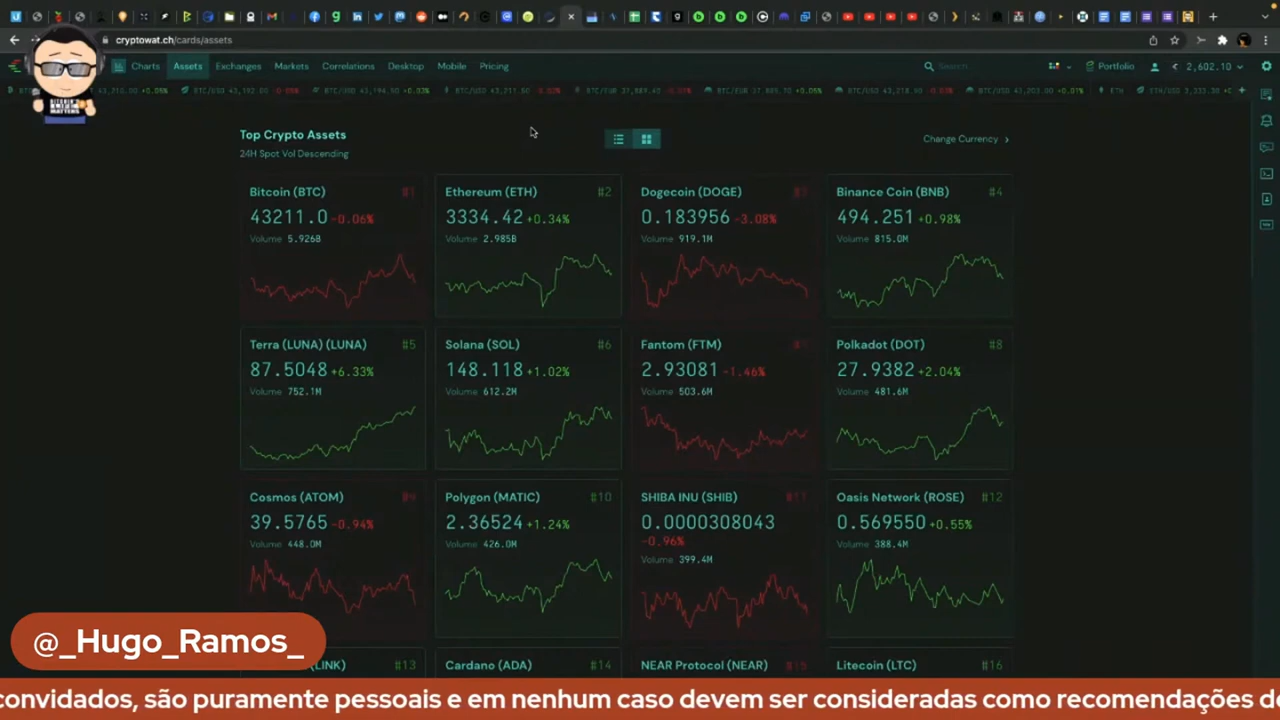 cryptowat.ch/cards/assets
Charts Assets Exchanges Markets Correlations Desktop Mobile Pricing Search Portfolio € 2,602.10
Top Crypto Assets
24H Spot Vol Descending
Change Currency
Bitcoin (BTC) #1
43211.0 -0.06%
Volume 5.926B
Ethereum (ETH) #2
3334.42 +0.34%
Volume 2.985B
Dogecoin (DOGE) #3
0.183956 -3.08%
Volume 919.1M
Binance Coin (BNB) #4
494.251 +0.98%
Volume 815.0M
Terra (LUNA) (LUNA) #5
87.5048 +6.33%
Volume 752.1M
Solana (SOL) #6
148.118 +1.02%
Volume 612.2M
Fantom (FTM)
2.93081 -1.46%
Volume 503.6M
Polkadot (DOT) #8
27.9382 +2.04%
Volume 481.6M
Cosmos (ATOM) #9
39.5765 -0.94%
Volume 448.0M
Polygon (MATIC) #10
2.36524 +1.24%
Volume 426.0M
SHIBA INU (SHIB) #11
0.0000308043
-0.96%
Volume 399.4M
Oasis Network (ROSE) #12
0.569550 +0.55%
Volume 388.4M
(LINK) #13
Cardano (ADA) #14
NEAR Protocol (NEAR) #15
Litecoin (LTC) #16
@_Hugo_Ramos_
convidados, são puramente pessoais e em nenhum caso devem ser consideradas como recomendações de